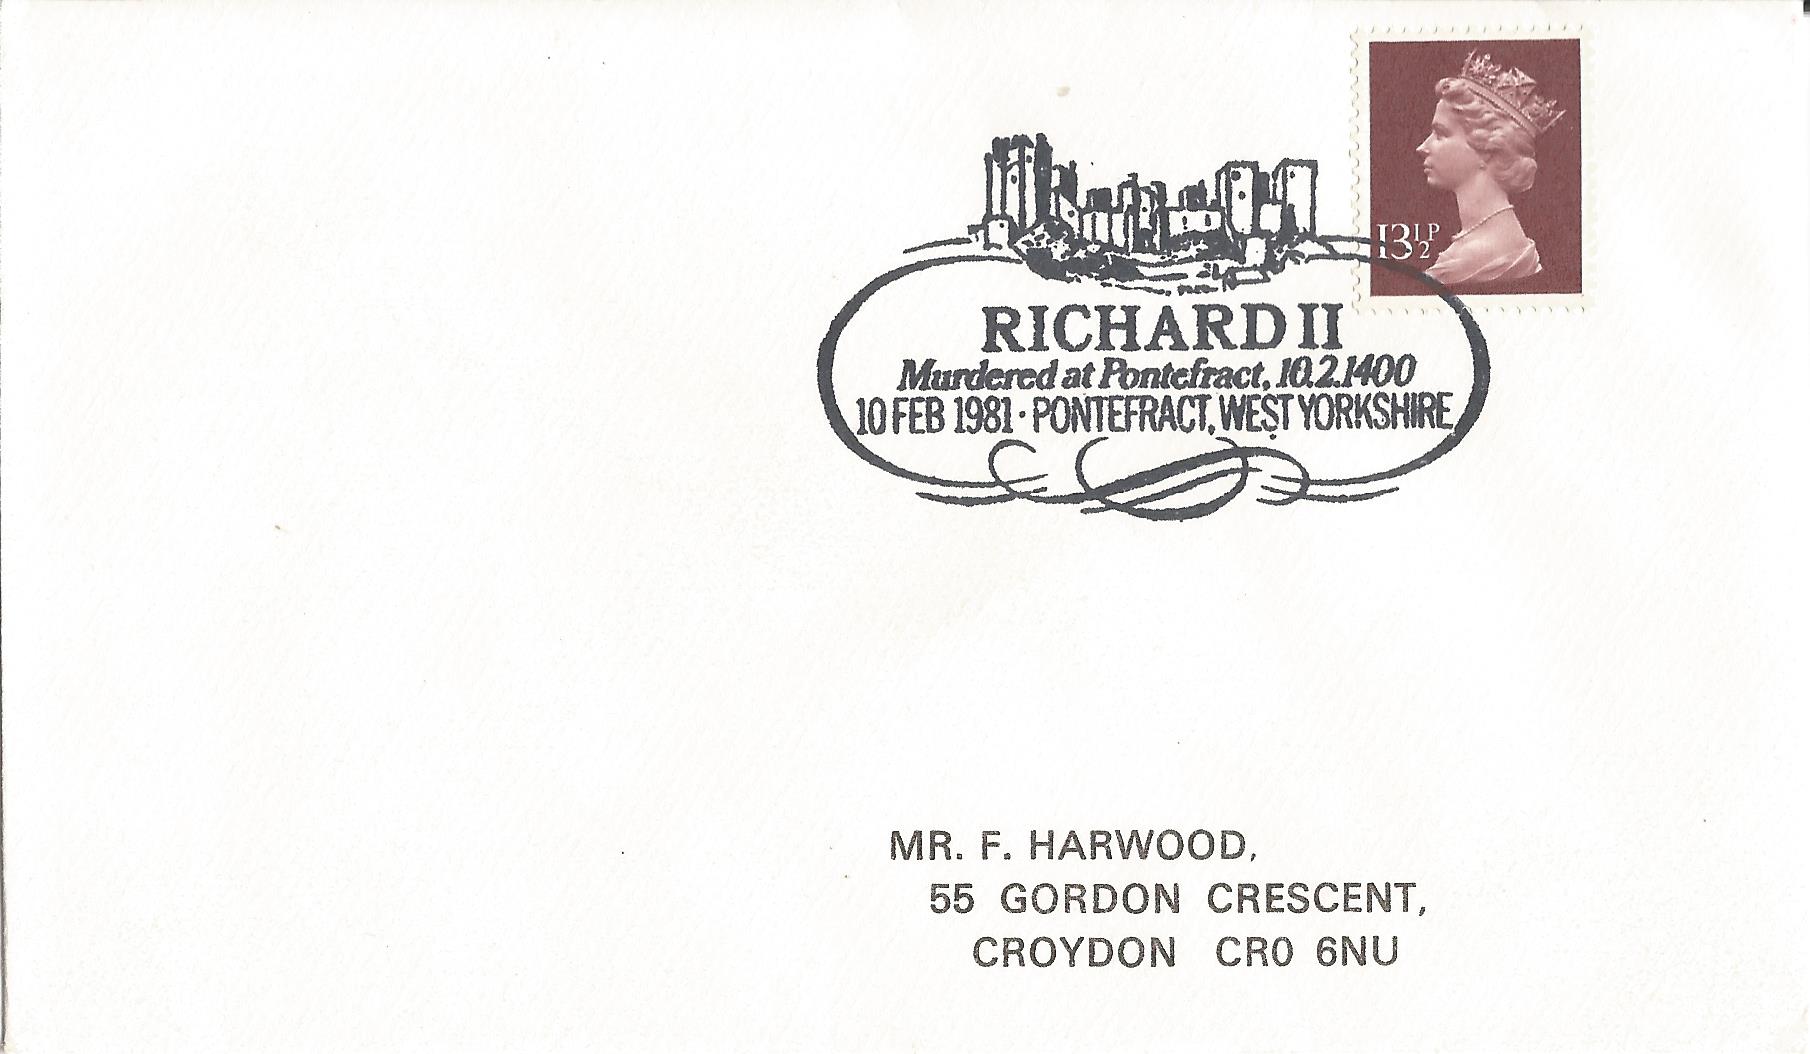 13½P
RICHARD II
Murdered at Pontefract, 10.2.1400
10 FEB 1981 · PONTEFRACT, WEST YORKSHIRE
MR. F. HARWOOD,
55 GORDON CRESCENT,
CROYDON CR0 6NU